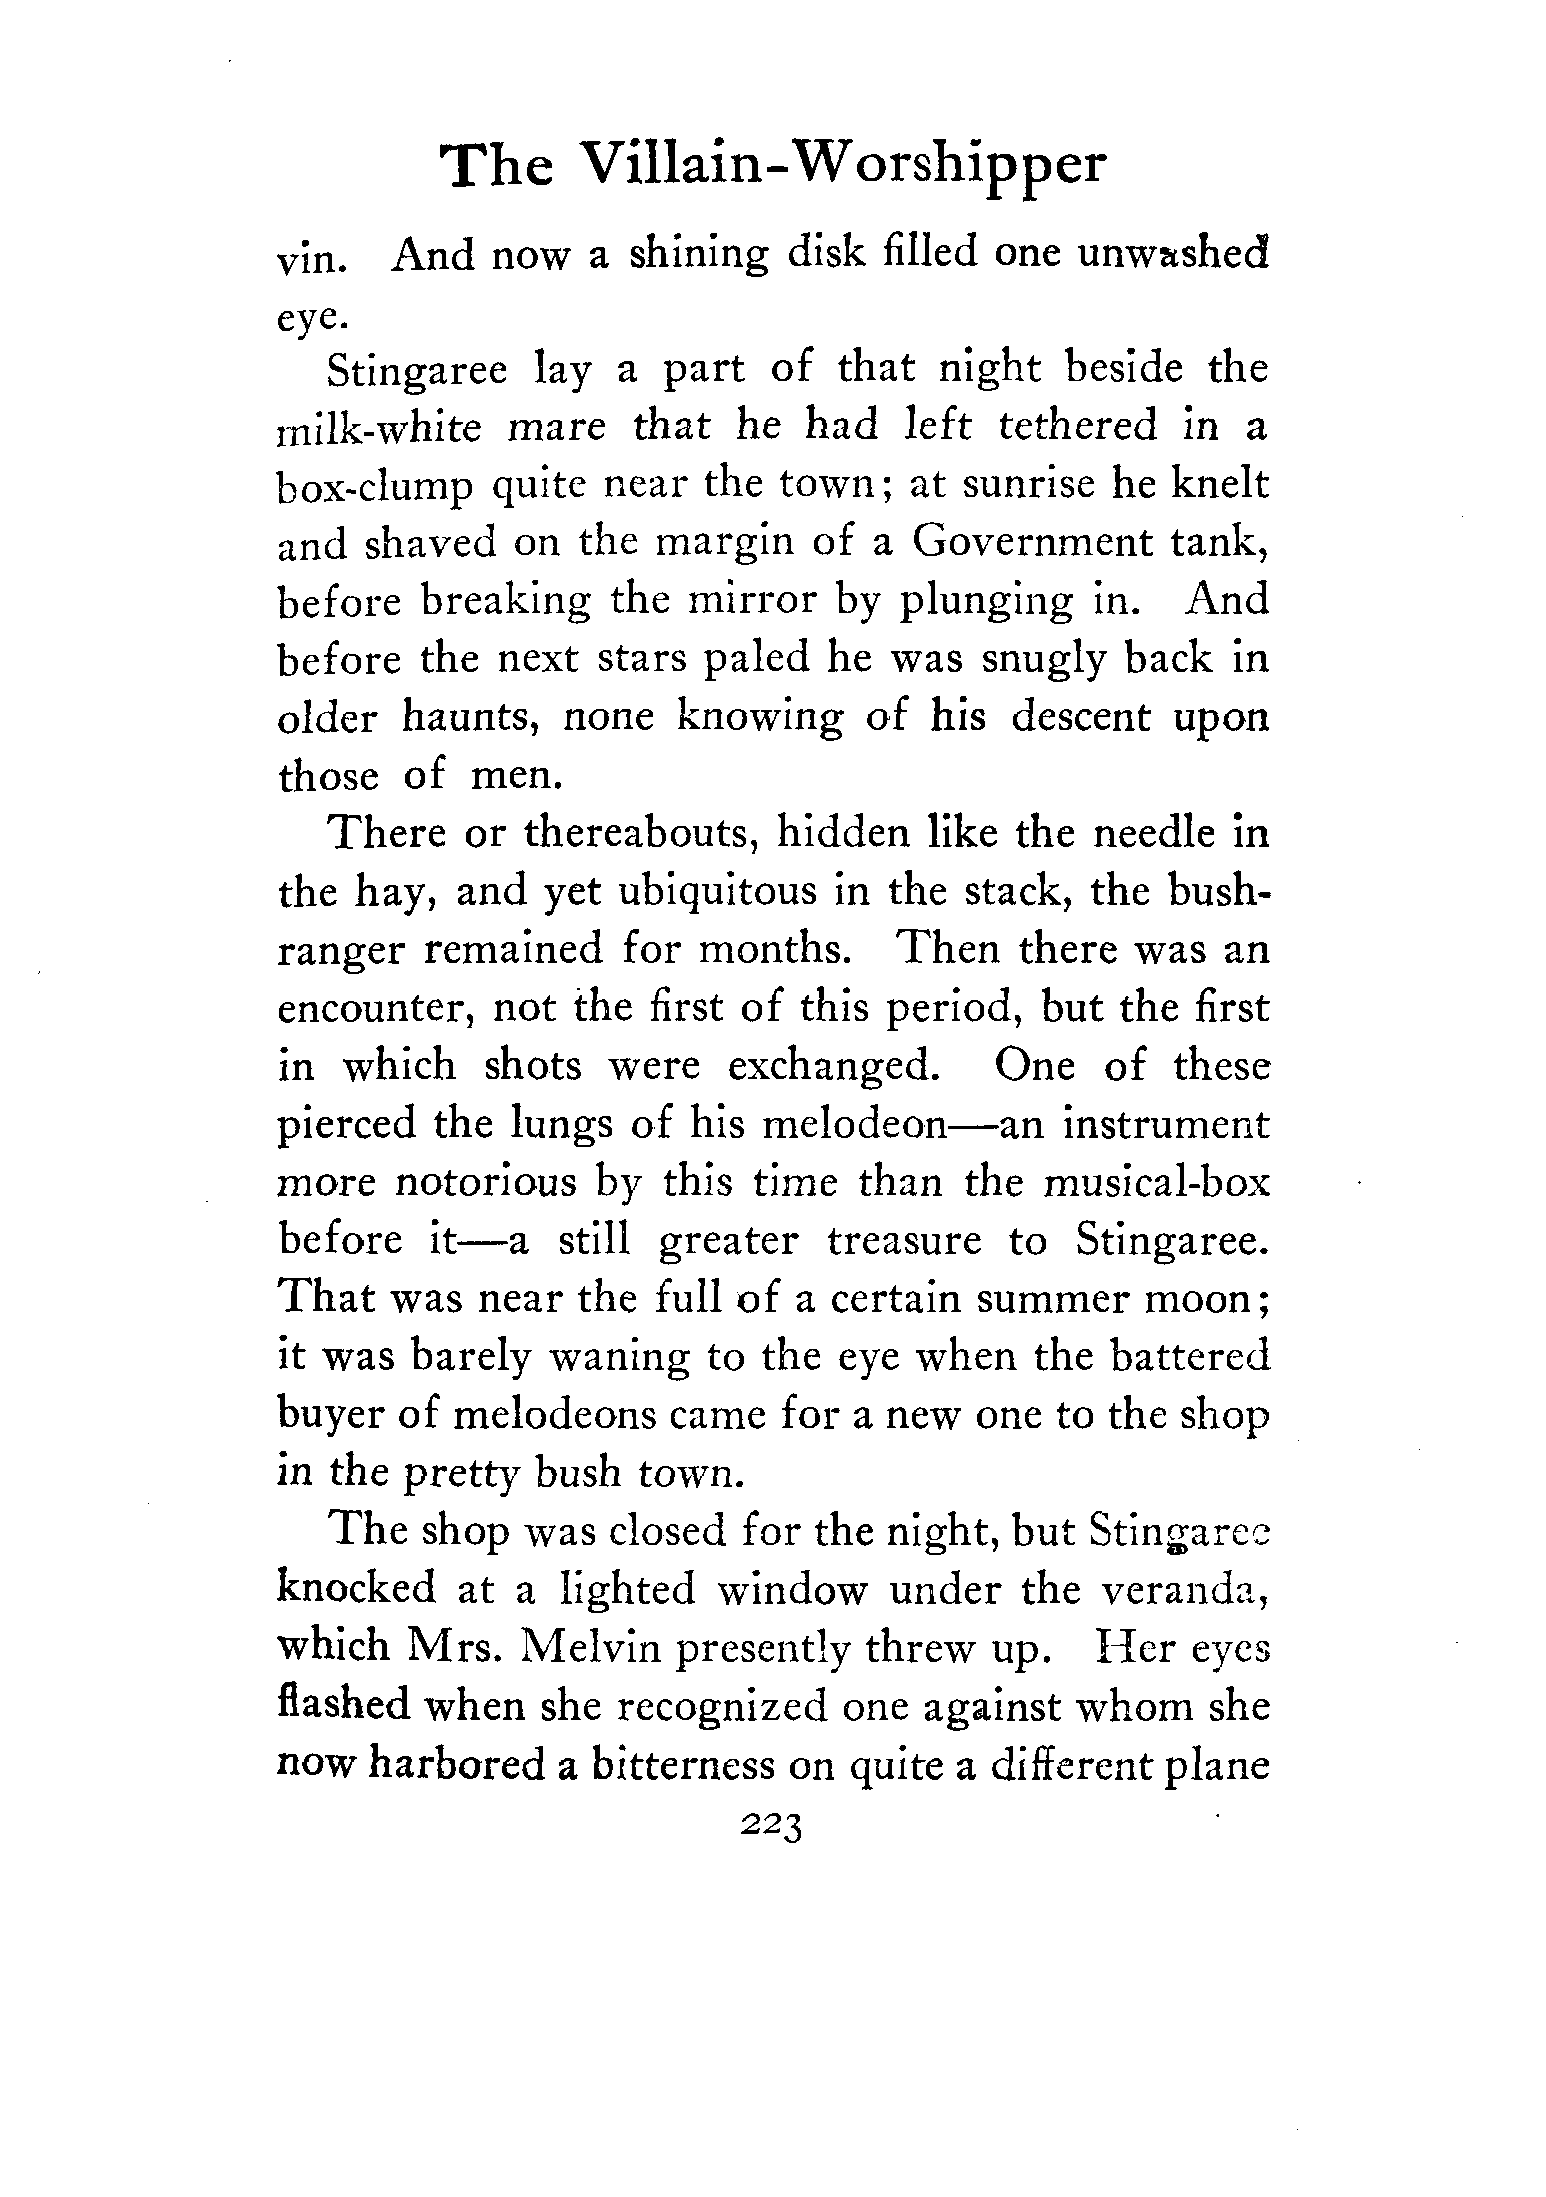 The Villain-Worshipper
vin. And now a shining disk filled one unwashed
eye.
Stingaree lay a part of that night beside the
milk-white mare that he had left tethered in a
box-clump quite near the town; at sunrise he knelt
and shaved on the margin of a Government tank,
before breaking the mirror by plunging in. And
before the next stars paled he was snugly back in
older haunts, none knowing of his descent upon
those of men.
There or thereabouts, hidden like the needle in
the hay, and yet ubiquitous in the stack, the bush-
ranger remained for months. Then there was an
encounter, not the first of this period, but the first
in which shots were exchanged. One of these
pierced the lungs of his melodeon—an instrument
more notorious by this time than the musical-box
before it—a still greater treasure to Stingaree.
That was near the full of a certain summer moon;
it was barely waning to the eye when the battered
buyer of melodeons came for a new one to the shop
in the pretty bush town.
The shop was closed for the night, but Stingaree
knocked at a lighted window under the veranda,
which Mrs. Melvin presently threw up. Her eyes
flashed when she recognized one against whom she
now harbored a bitterness on quite a different plane
223